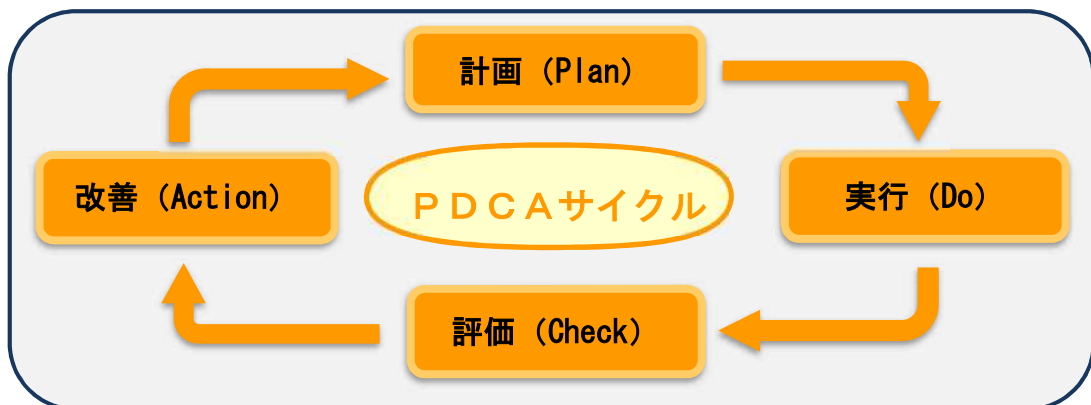 計画（Plan）
改善（Action）
ＰＤＣＡサイクル
実行（Do）
評価（Check）